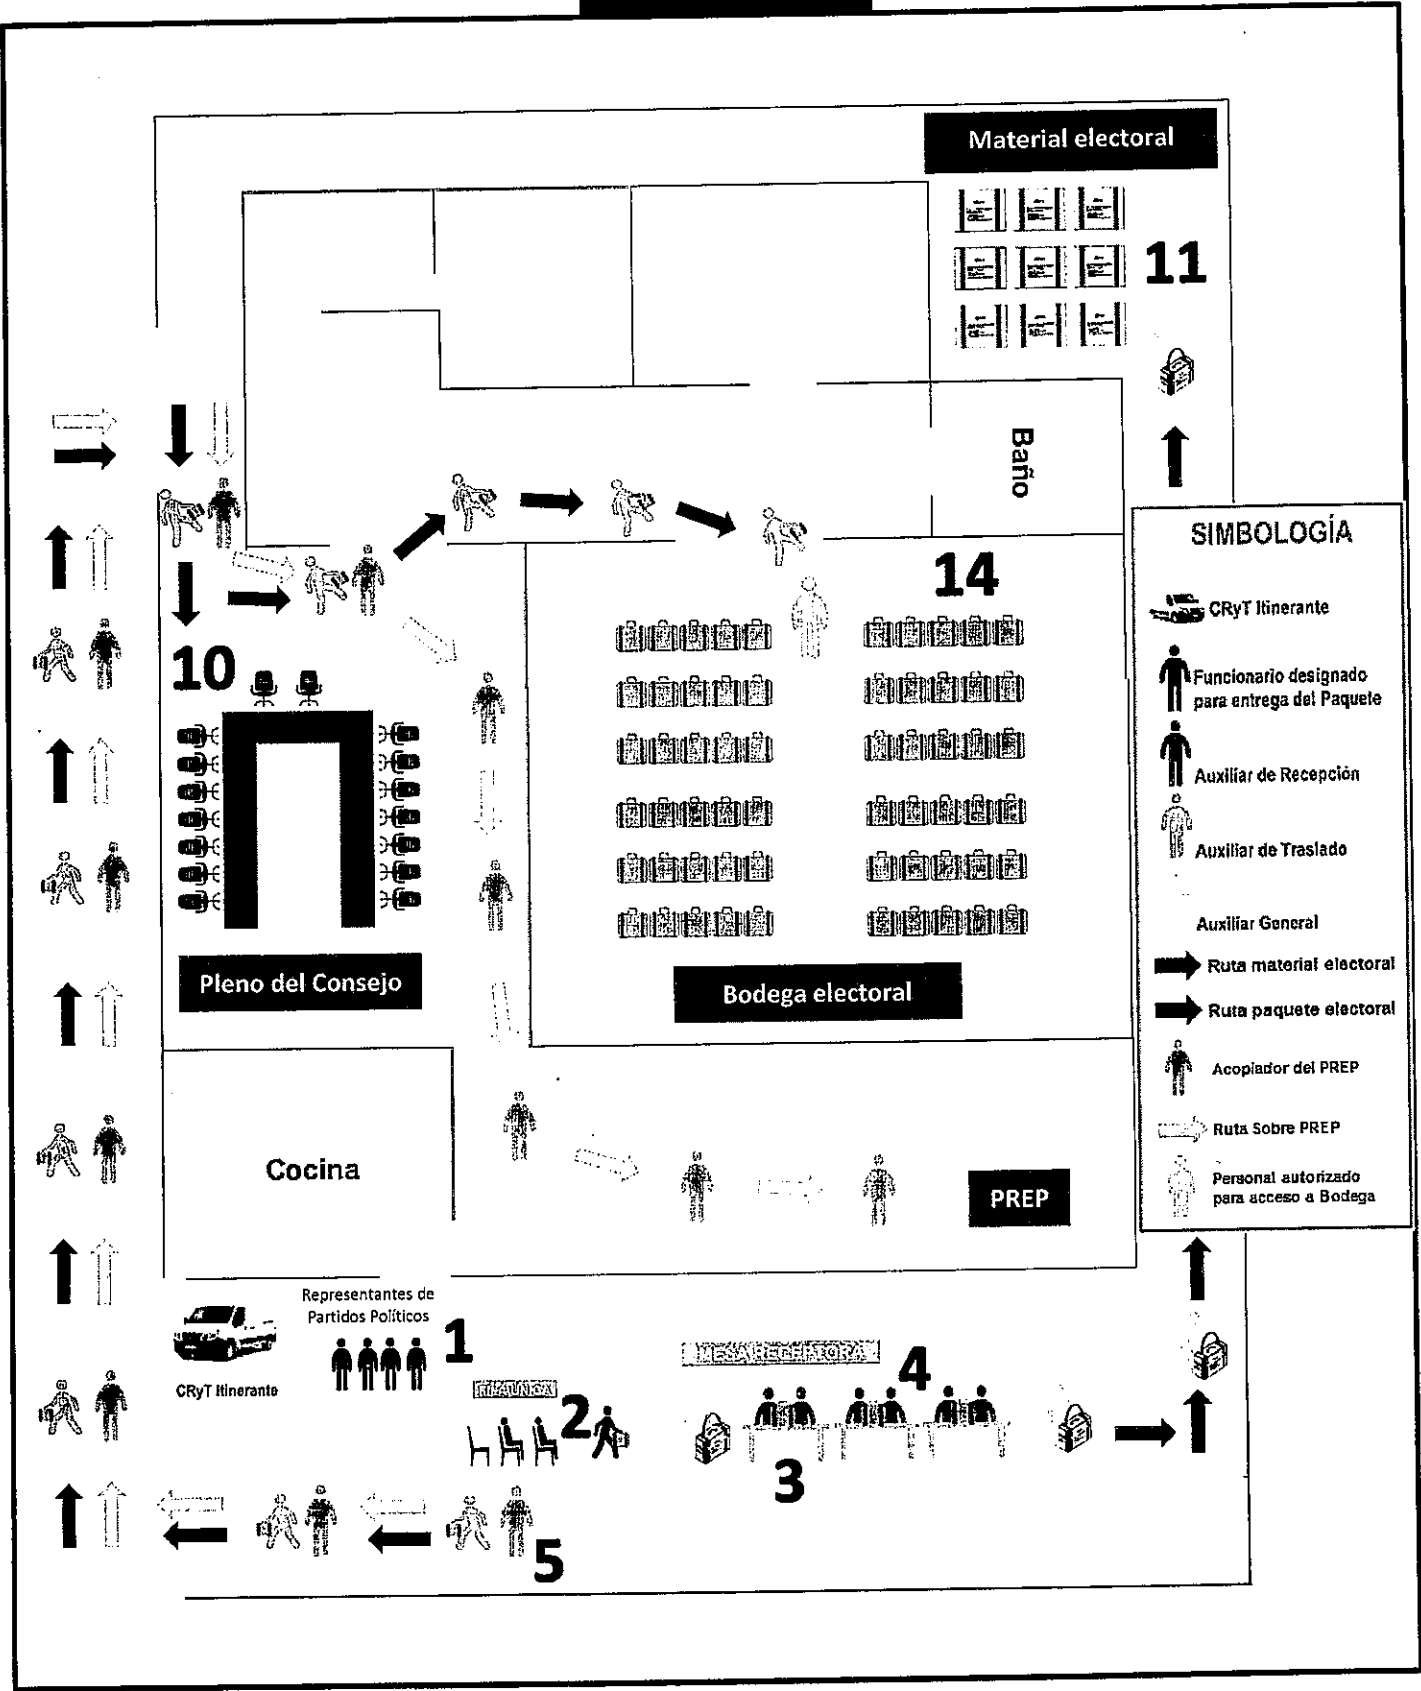 Material electoral
11
Baño
14
10
SIMBOLOGÍA
CRyT Itinerante
Funcionario designado
para entrega del Paquete
Auxiliar de Recepción
Auxiliar de Traslado
Auxiliar General
Ruta material electoral
Ruta paquete electoral
Acopiador del PREP
Ruta Sobre PREP
Personal autorizado
para acceso a Bodega
Pleno del Consejo
Bodega electoral
Cocina
PREP
Representantes de
Partidos Políticos
1
CRyT Itinerante
FILA ÚNICA
2
MESA RECEPTORA
4
3
5